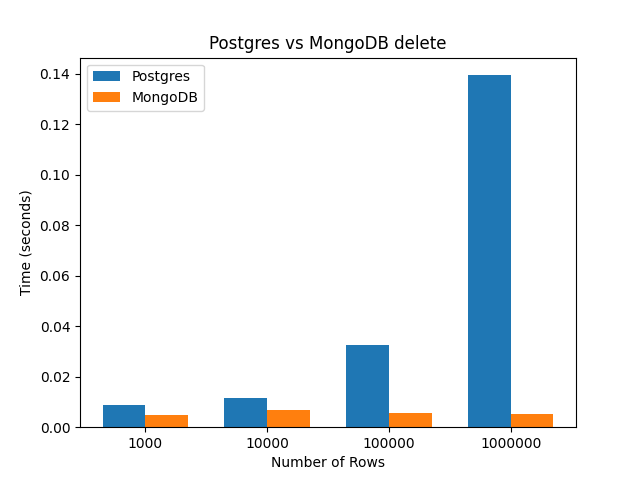 Postgres vs MongoDB delete
Postgres
MongoDB
0.14
0.12
0.10
0.08
0.06
0.04
0.02
0.00
Time (seconds)
1000 10000 100000 1000000
Number of Rows